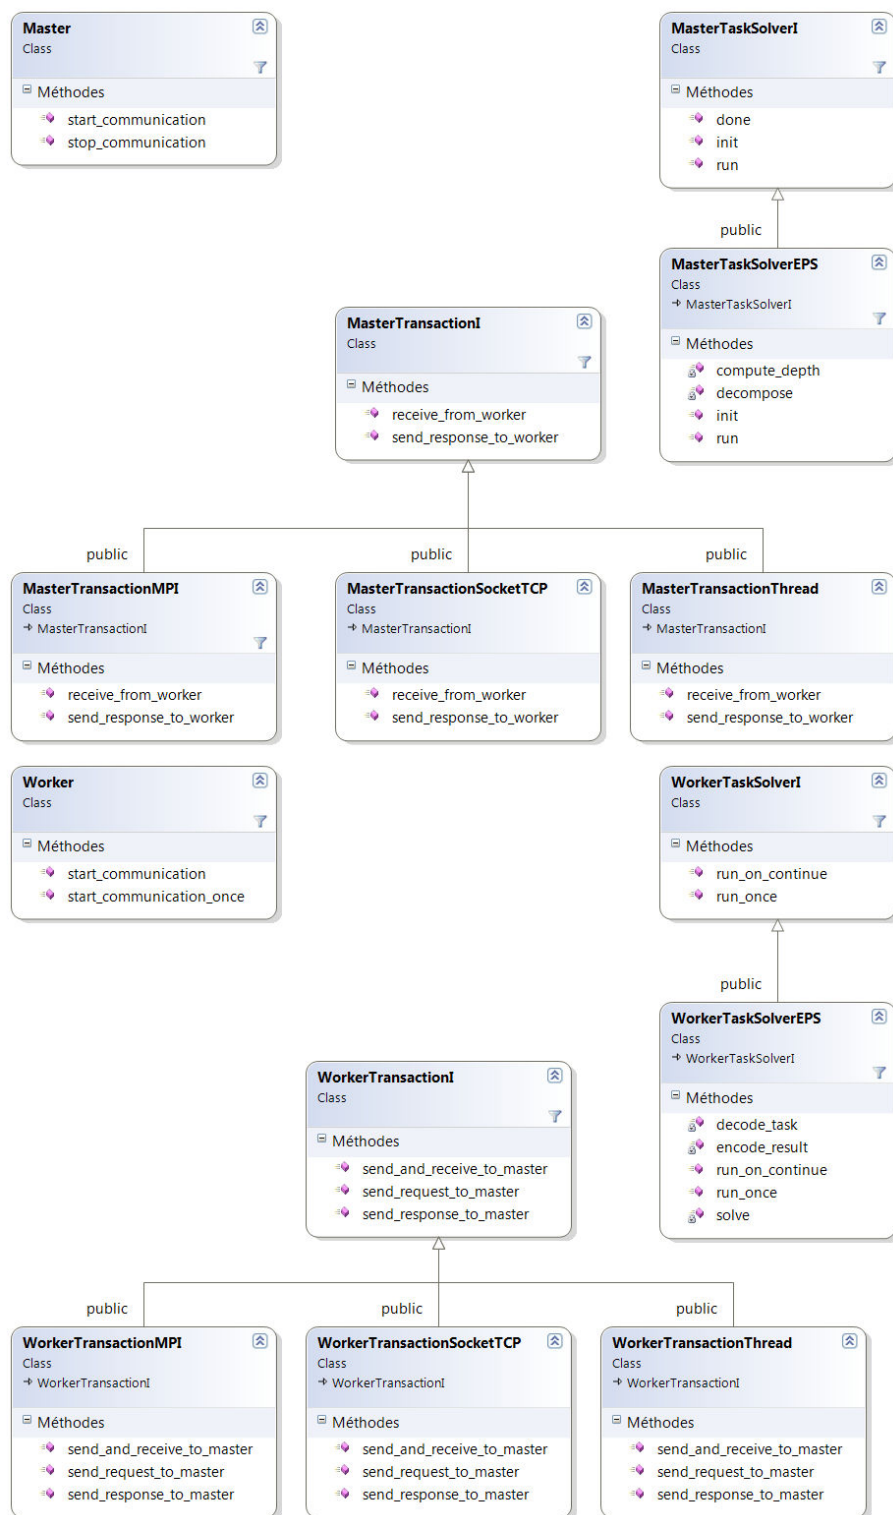 Master
Class
Méthodes
start_communication
stop_communication
MasterTaskSolverI
Class
Méthodes
done
init
run
public
MasterTaskSolverEPS
Class
MasterTaskSolverI
Méthodes
compute_depth
decompose
init
run
MasterTransactionI
Class
Méthodes
receive_from_worker
send_response_to_worker
public
public
public
MasterTransactionMPI
Class
MasterTransactionI
Méthodes
receive_from_worker
send_response_to_worker
MasterTransactionSocketTCP
Class
MasterTransactionI
Méthodes
receive_from_worker
send_response_to_worker
MasterTransactionThread
Class
MasterTransactionI
Méthodes
receive_from_worker
send_response_to_worker
Worker
Class
Méthodes
start_communication
start_communication_once
WorkerTaskSolverI
Class
Méthodes
run_on_continue
run_once
public
WorkerTaskSolverEPS
Class
WorkerTaskSolverI
Méthodes
decode_task
encode_result
run_on_continue
run_once
solve
WorkerTransactionI
Class
Méthodes
send_and_receive_to_master
send_request_to_master
send_response_to_master
public
public
public
WorkerTransactionMPI
Class
WorkerTransactionI
Méthodes
send_and_receive_to_master
send_request_to_master
send_response_to_master
WorkerTransactionSocketTCP
Class
WorkerTransactionI
Méthodes
send_and_receive_to_master
send_request_to_master
send_response_to_master
WorkerTransactionThread
Class
WorkerTransactionI
Méthodes
send_and_receive_to_master
send_request_to_master
send_response_to_master